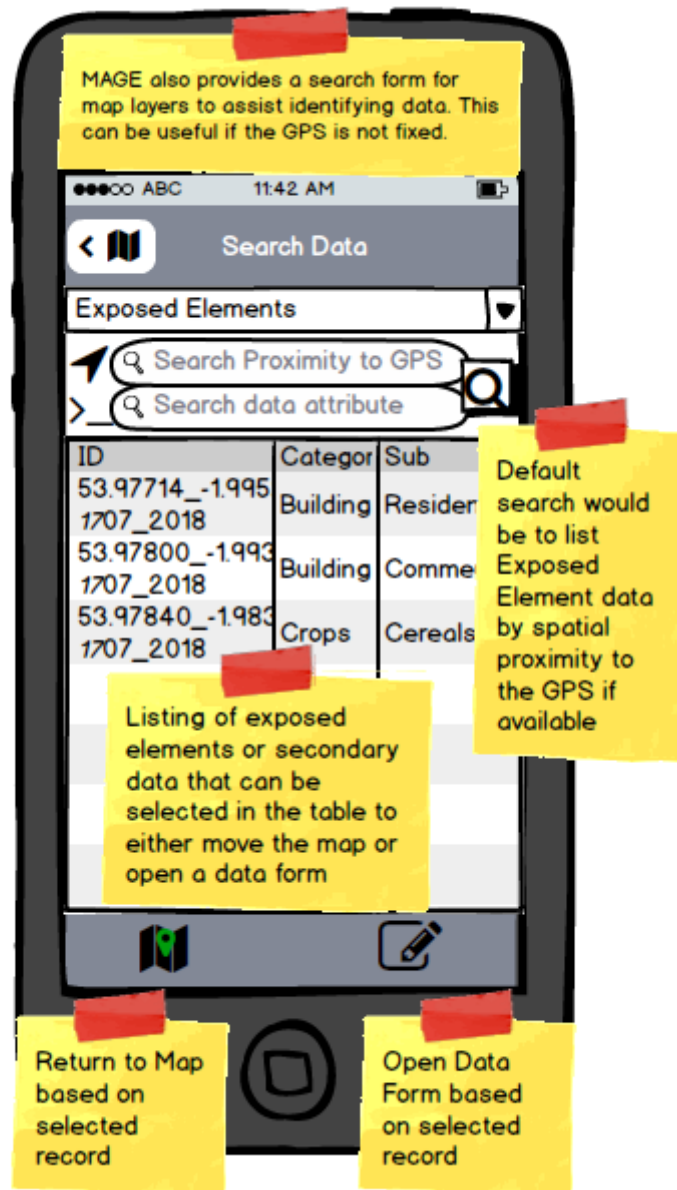 MAGE also provides a search form for
map layers to assist identifying data. This
can be useful if the GPS is not fixed.
ABC 11:42 AM
Search Data
Exposed Elements
Search Proximity to GPS
>_ Search data attribute
ID Categor Sub
53.97714_-1.995
1707_2018
Building Residen
53.97800_-1.993
1707_2018
Building Comme
53.97840_-1.983
1707_2018
Crops Cereals
Default
search would
be to list
Exposed
Element data
by spatial
proximity to
the GPS if
available
Listing of exposed
elements or secondary
data that can be
selected in the table to
either move the map or
open a data form
Return to Map
based on
selected
record
Open Data
Form based
on selected
record